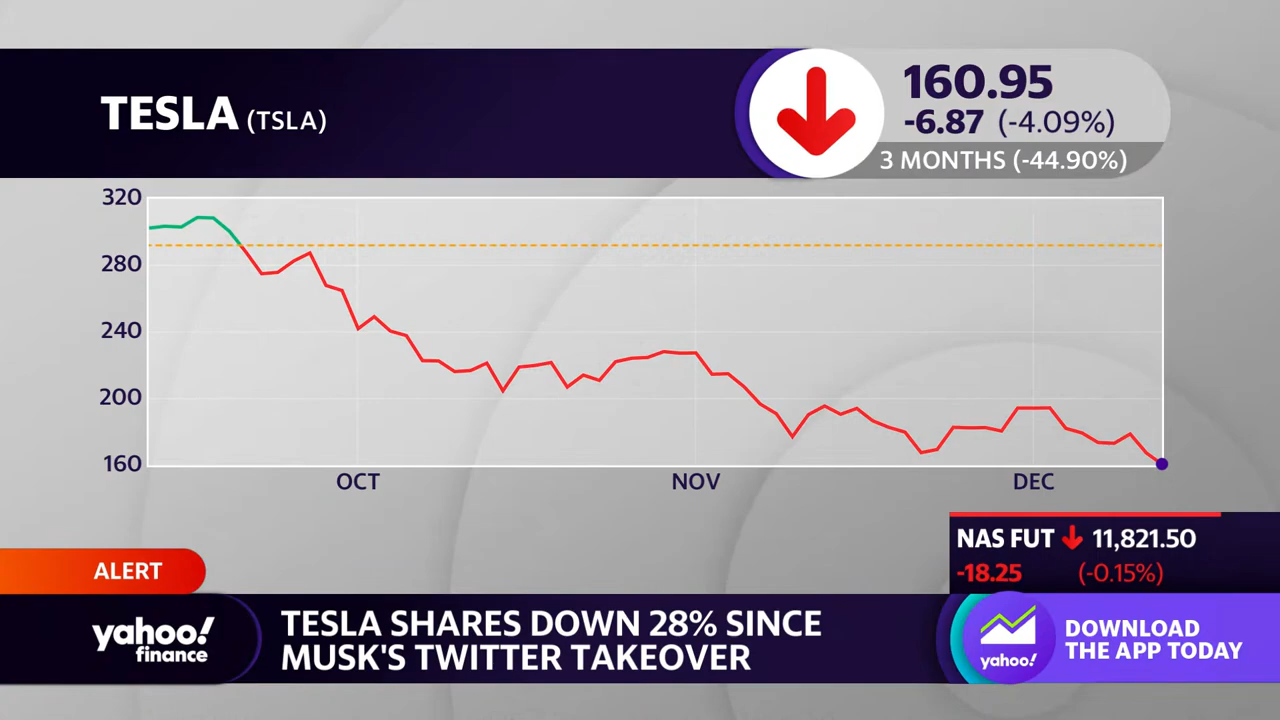 TESLA (TSLA)
160.95
-6.87 (-4.09%)
3 MONTHS (-44.90%)
320
280
240
200
160
OCT NOV DEC
NAS FUT 11,821.50
-18.25 (-0.15%)
ALERT
yahoo!
finance
TESLA SHARES DOWN 28% SINCE
MUSK'S TWITTER TAKEOVER
yahoo!
DOWNLOAD
THE APP TODAY